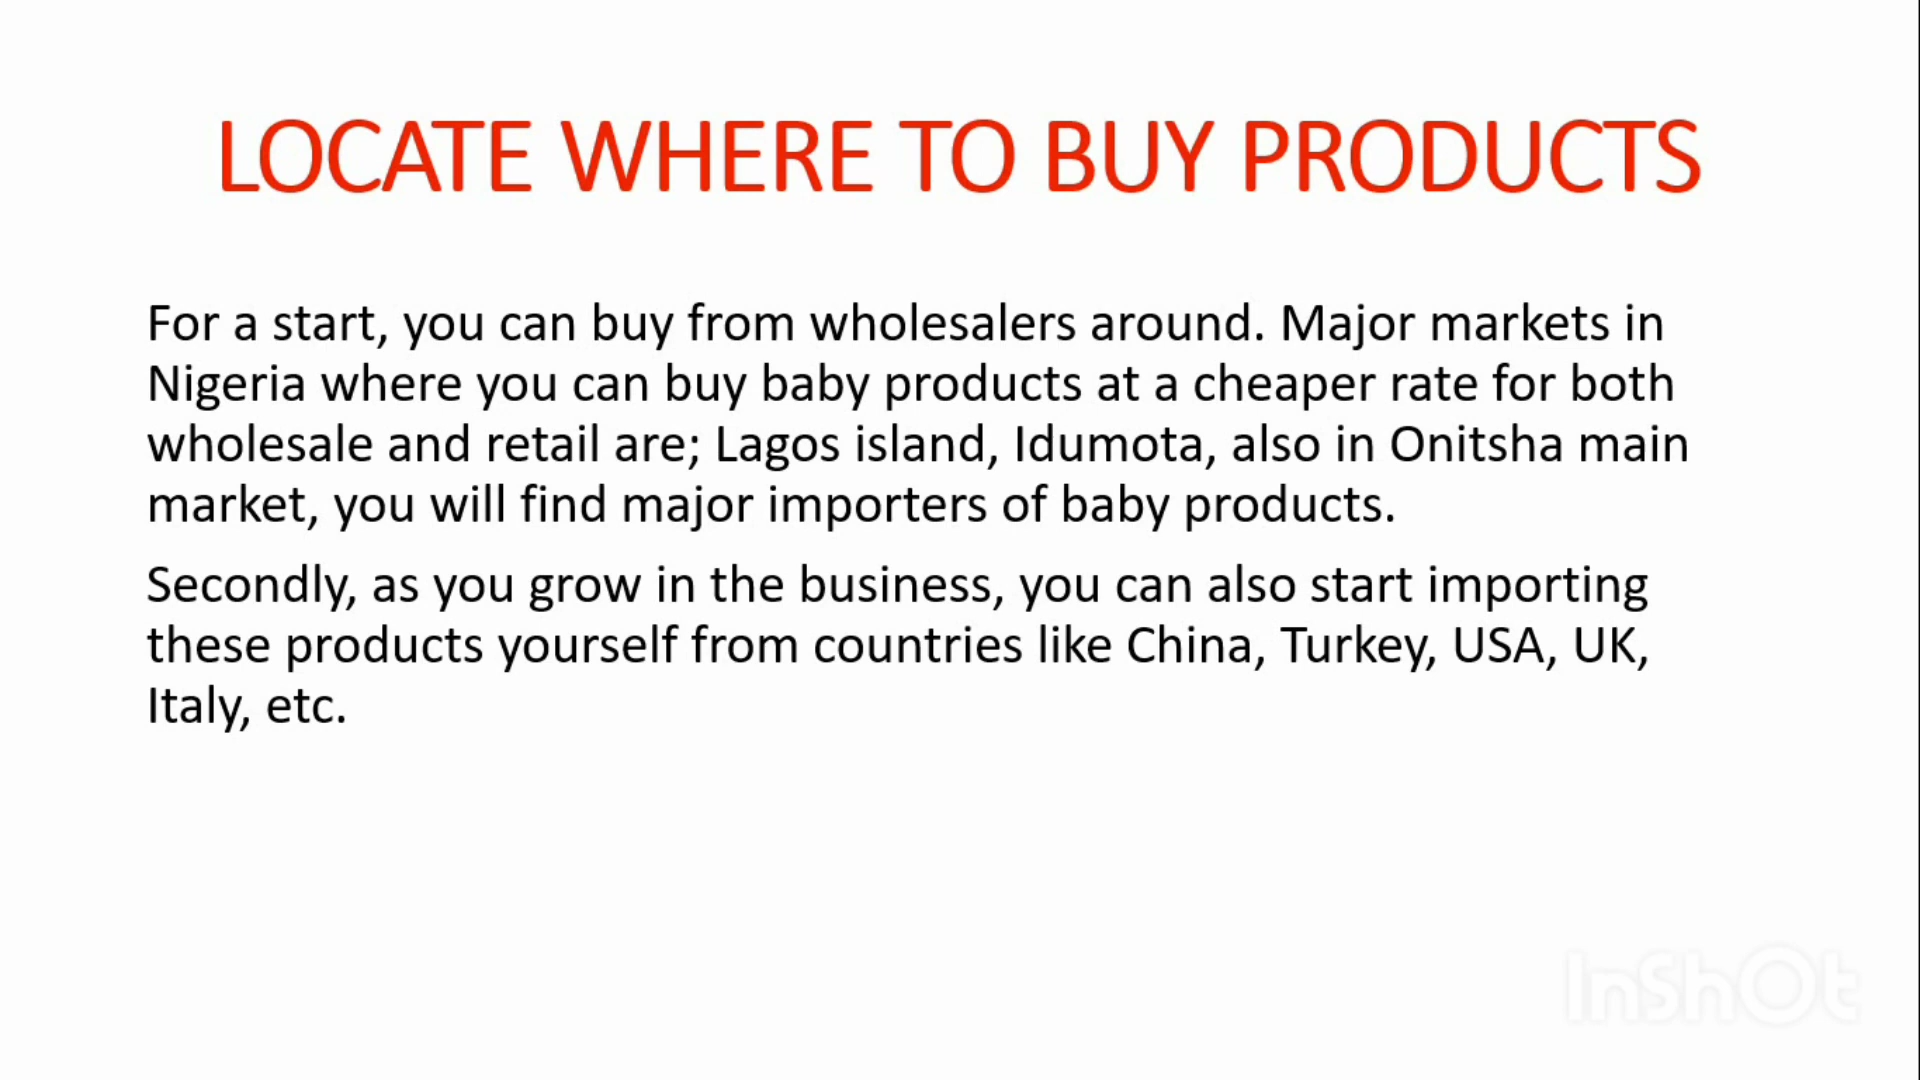 LOCATE WHERE TO BUY PRODUCTS
For a start, you can buy from wholesalers around. Major markets in
Nigeria where you can buy baby products at a cheaper rate for both
wholesale and retail are; Lagos island, Idumota, also in Onitsha main
market, you will find major importers of baby products.
Secondly, as you grow in the business, you can also start importing
these products yourself from countries like China, Turkey, USA, UK,
Italy, etc.
InShOt